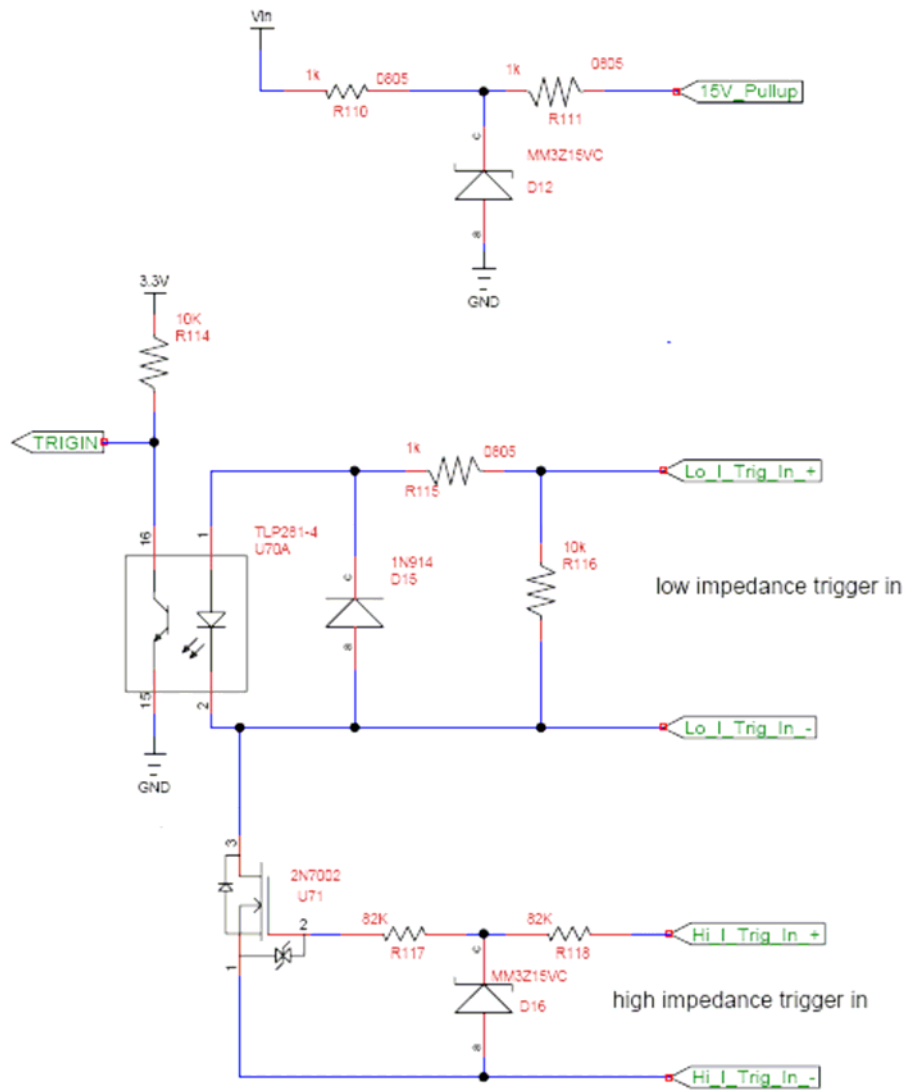 Vin
1k
0805
R110
1k
0805
R111
15V_Pullup
c
MM3Z15VC
D12
a
GND
3.3V
10K
R114
TRIGIN
1k
0805
R115
Lo_I_Trig_In_+
16
1
TLP281-4
U70A
c
1N914
D15
a
10k
R116
low impedance trigger in
15
2
Lo_I_Trig_In_-
GND
3
2N7002
U71
2
82K
R117
82K
R118
Hi_I_Trig_In_+
1
c
MM3Z15VC
D16
a
high impedance trigger in
Hi_I_Trig_In_-